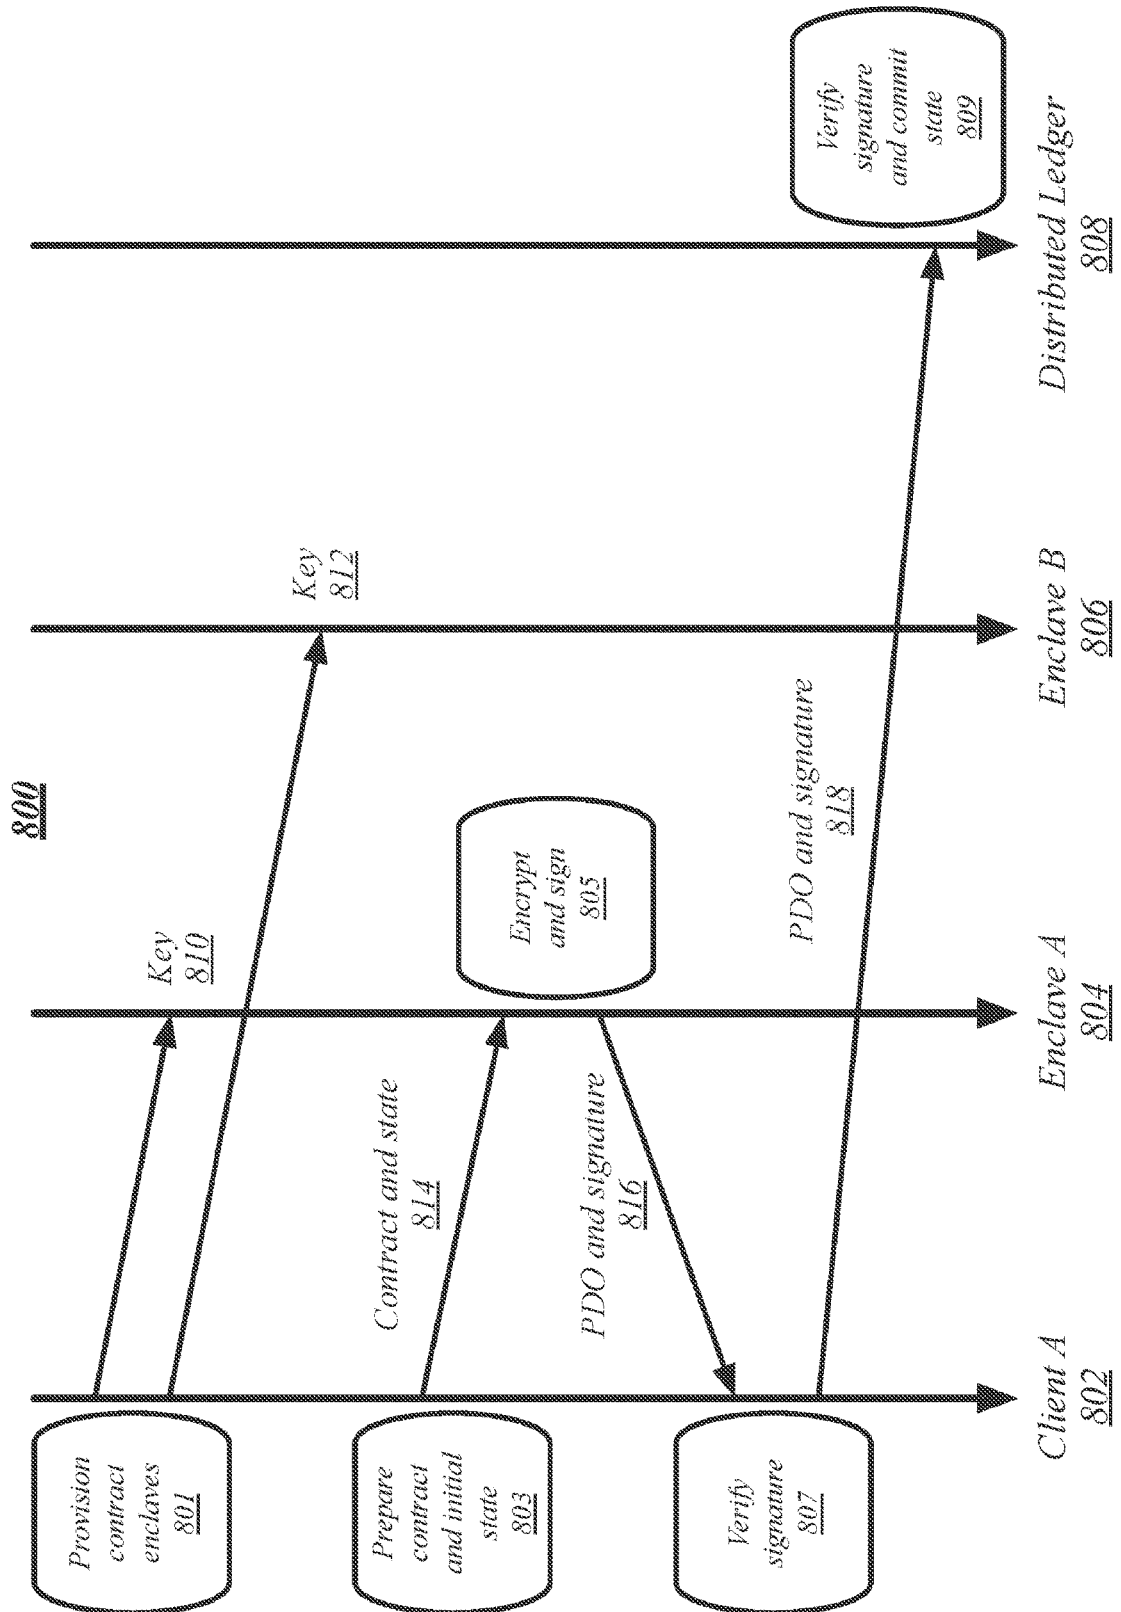 800
Provision
contract
enclaves
801
Key
810
Key
812
Prepare
contract
and initial
state
803
Contract and state
814
Encrypt
and sign
805
PDO and signature
816
Verify
signature
807
PDO and signature
818
Verify
signature
and commit
state
809
Client A
802
Enclave A
804
Enclave B
806
Distributed Ledger
808